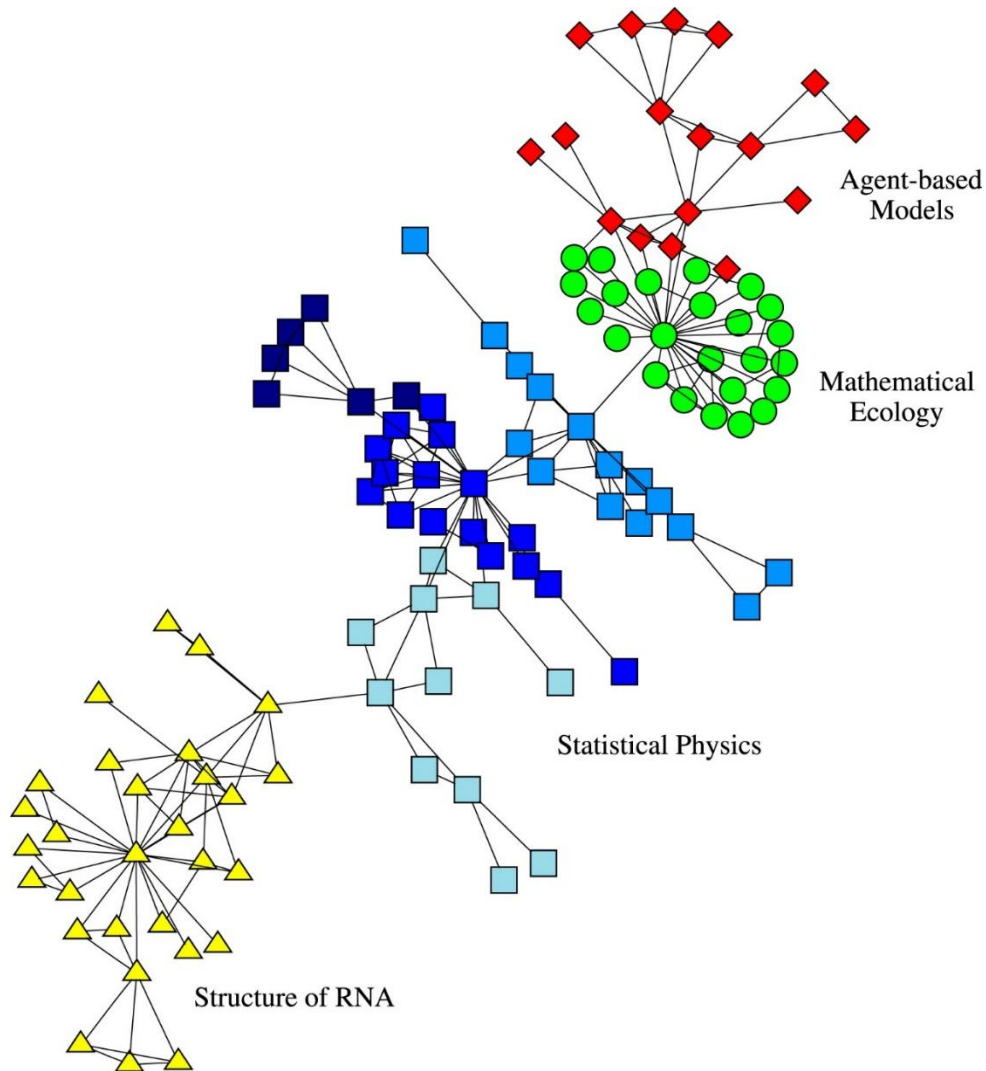 Agent-based
Models
Mathematical
Ecology
Statistical Physics
Structure of RNA